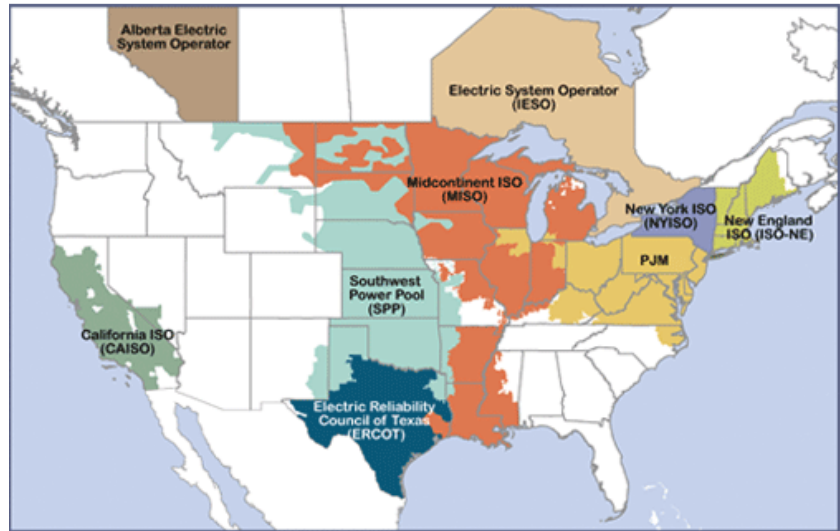 Alberta Electric
System Operator
Electric System Operator
(IESO)
Midcontinent ISO
(MISO)
New York ISO
(NYISO)
New England
ISO (ISO-NE)
PJM
Southwest
Power Pool
(SPP)
California ISO
(CAISO)
Electric Reliability
Council of Texas
(ERCOT)